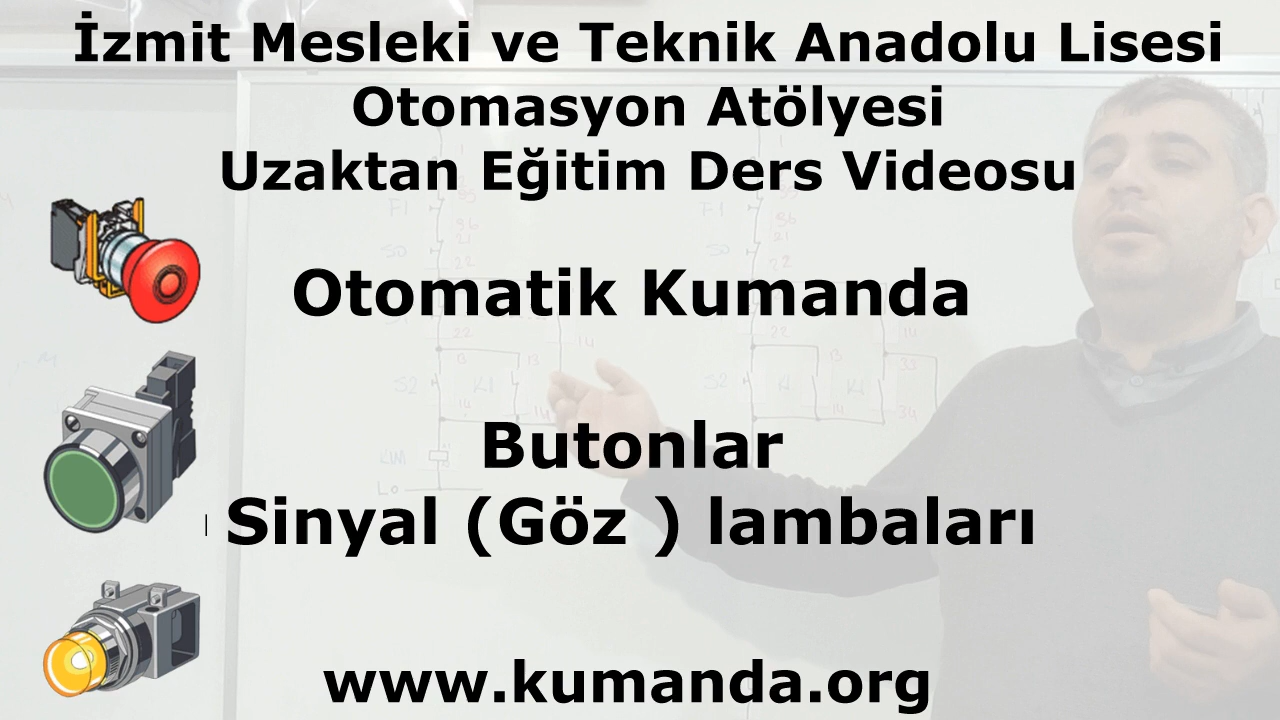 İzmit Mesleki ve Teknik Anadolu Lisesi
Otomasyon Atölyesi
Uzaktan Eğitim Ders Videosu
Otomatik Kumanda
Butonlar
Sinyal (Göz ) lambaları
www.kumanda.org